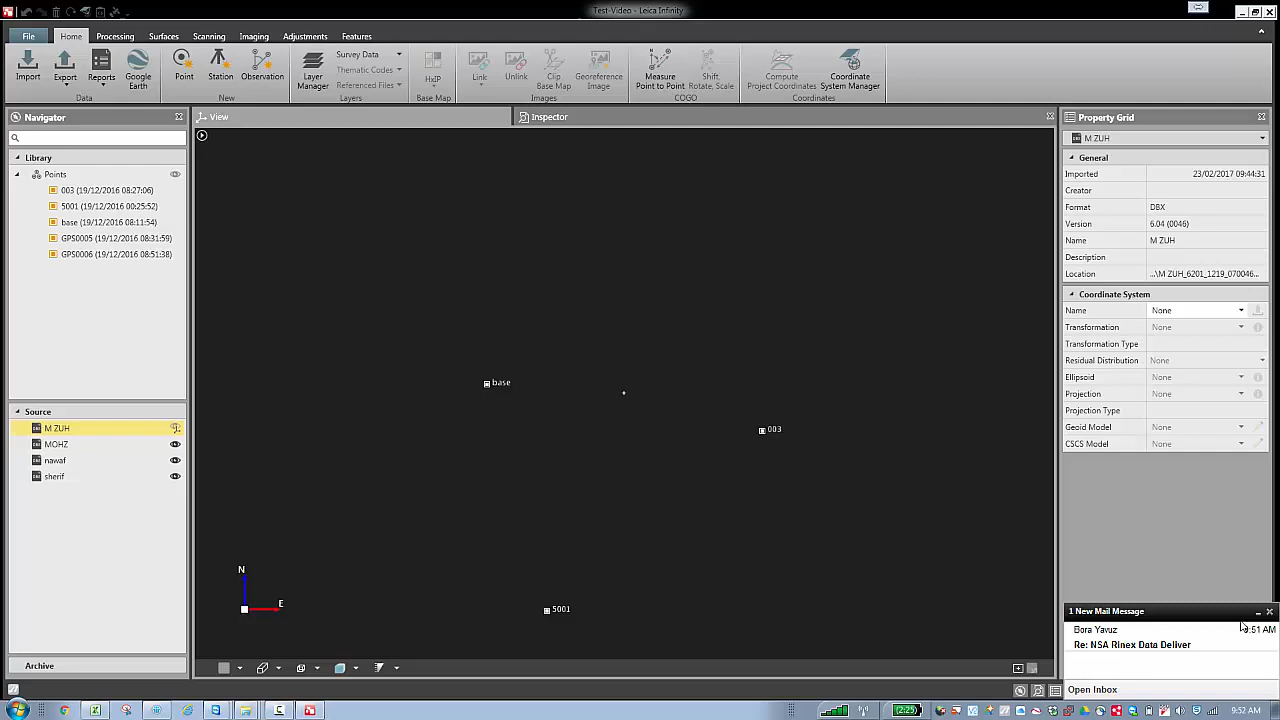 Test-Video - Leica Infinity
File
Home
Processing
Surfaces
Scanning
Imaging
Adjustments
Features
Import
Export
Reports
Google Earth
Data
Point
Station
Observation
New
Layer Manager
Survey Data
Thematic Codes
Referenced Files
Layers
HxIP
Base Map
Link
Unlink
Clip Base Map
Georeference Image
Images
Measure Point to Point
Shift, Rotate, Scale
COGO
Compute Project Coordinates
Coordinate System Manager
Coordinates
Navigator
View
Inspector
Property Grid
Library
Points
003 (19/12/2016 08:27:06)
5001 (19/12/2016 00:25:52)
base (19/12/2016 08:11:54)
GPS0005 (19/12/2016 08:31:59)
GPS0006 (19/12/2016 08:51:38)
Source
M ZUH
MOHZ
nawaf
sherif
Archive
base
003
5001
N
E
M ZUH
General
Imported 23/02/2017 09:44:31
Creator
Format DBX
Version 6.04 (0046)
Name M ZUH
Description
Location ...\M ZUH_6201_1219_070046...
Coordinate System
Name None
Transformation None
Transformation Type
Residual Distribution None
Ellipsoid None
Projection None
Projection Type
Geoid Model None
CSCS Model None
1 New Mail Message
Bora Yavuz 9:51 AM
Re: NSA Rinex Data Deliver
Open Inbox
(2:25)
9:52 AM